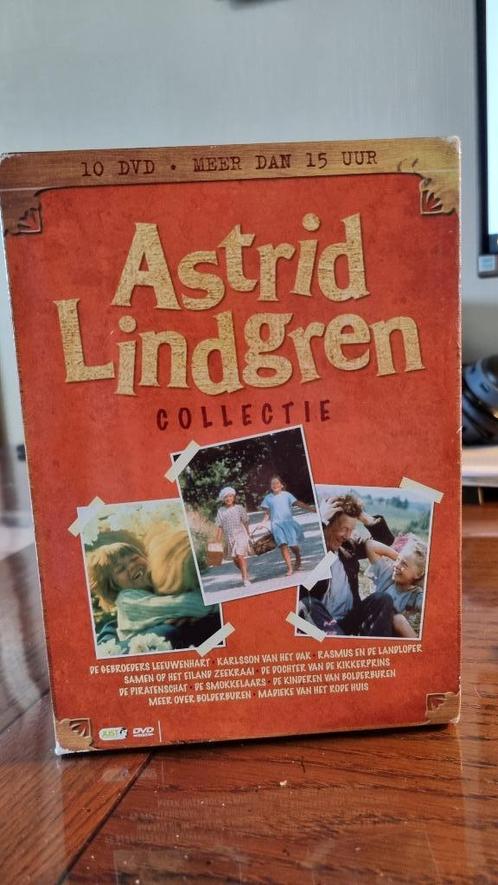 10 DVD • MEER DAN 15 UUR
Astrid
Lindgren
COLLECTIE
DE GEBROEDERS LEEUWENHART • KARLSSON VAN HET DAK • RASMUS EN DE LANDLOPER
SAMEN OP HET EILAND ZEEKRAAI • DE DOCHTER VAN DE KIKKERPRINS
DE PIRATENSCHAT • DE SMOKKELAARS • DE KINDEREN VAN BOLDERBUREN
MEER OVER BOLDERBUREN • MADIEKE VAN HET RODE HUIS
JUST DVD